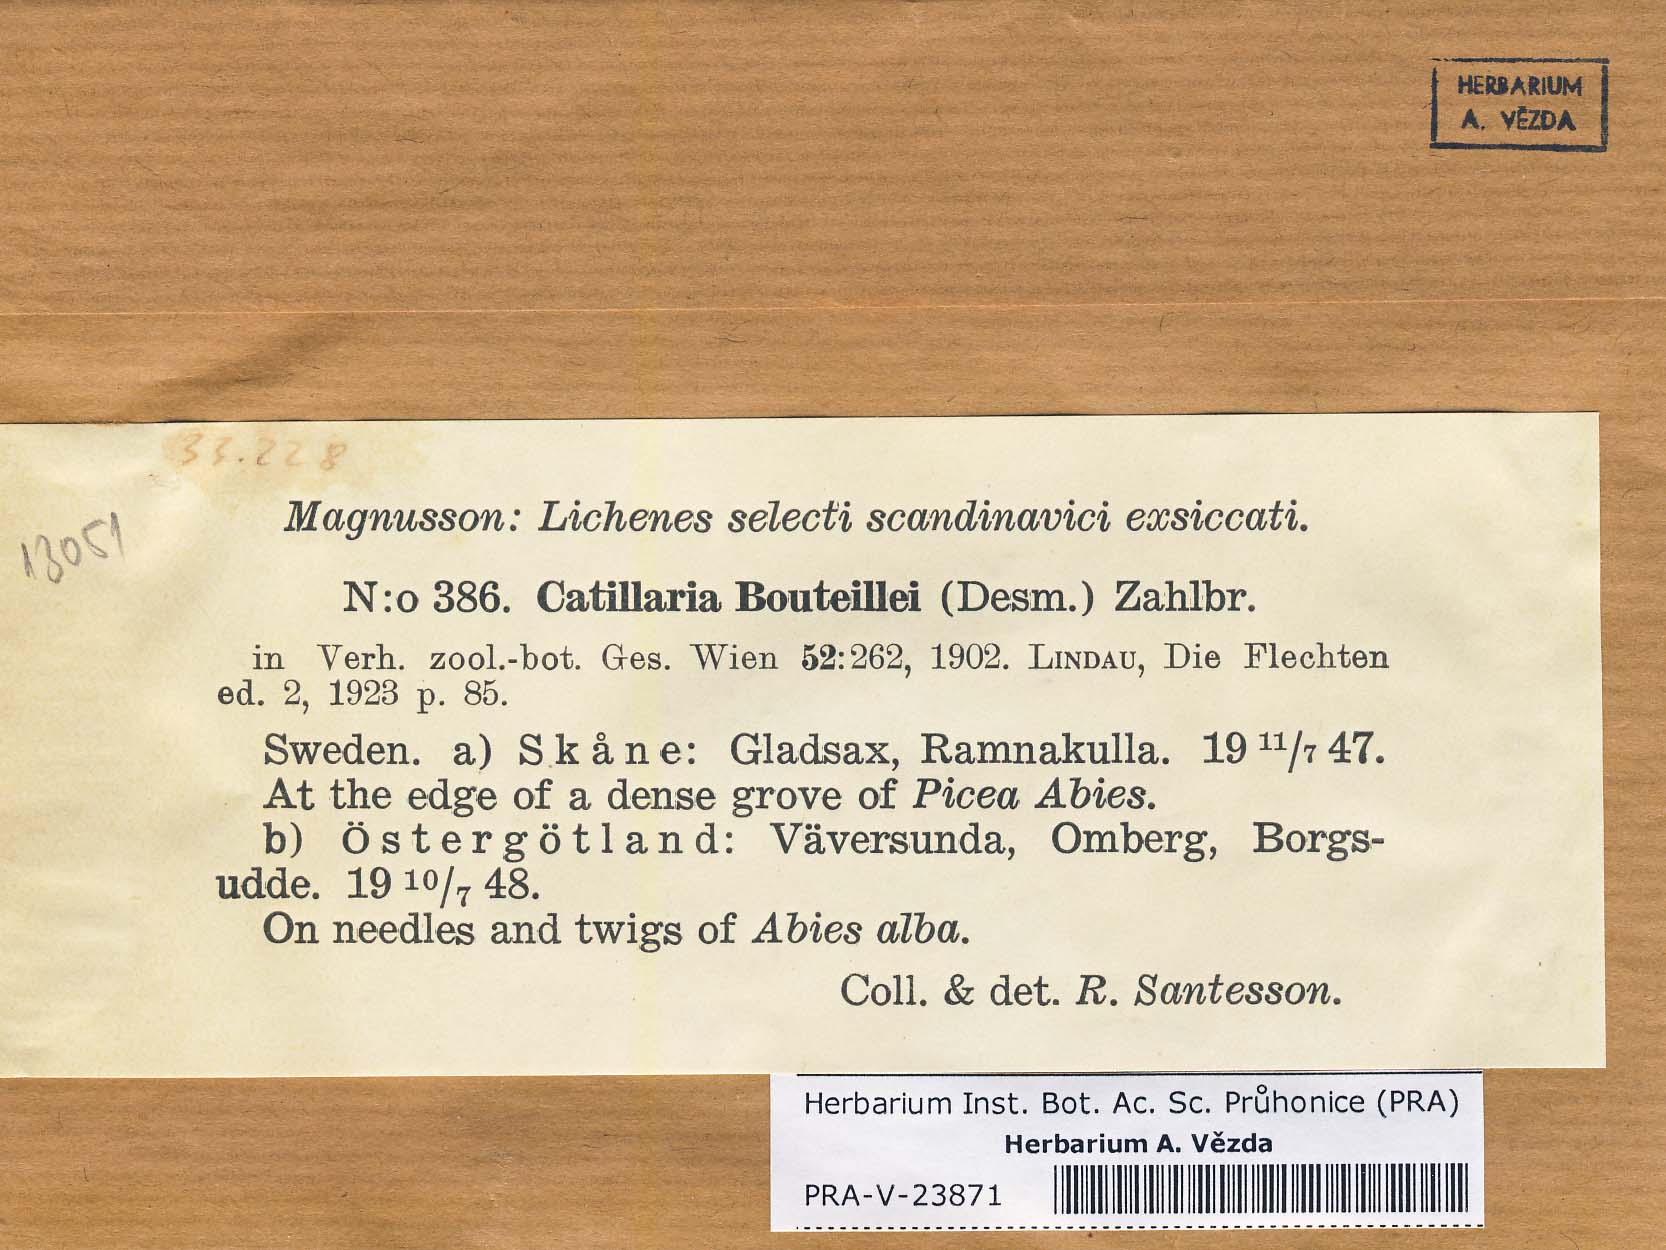 HERBARIUM
A. VĚZDA
33.228
13051
Magnusson: Lichenes selecti scandinavici exsiccati.
N:o 386. Catillaria Bouteillei (Desm.) Zahlbr.
in Verh. zool.-bot. Ges. Wien 52:262, 1902. LINDAU, Die Flechten
ed. 2, 1923 p. 85.
Sweden. a) Skåne: Gladsax, Ramnakulla. 19 11/7 47.
At the edge of a dense grove of Picea Abies.
b) Östergötland: Väversunda, Omberg, Borgs-
udde. 19 10/7 48.
On needles and twigs of Abies alba.
Coll. & det. R. Santesson.
Herbarium Inst. Bot. Ac. Sc. Průhonice (PRA)
Herbarium A. Vězda
PRA-V-23871